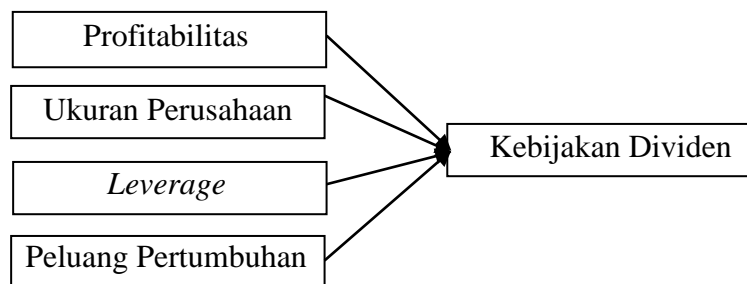 Profitabilitas
Ukuran Perusahaan
Kebijakan Dividen
Leverage
Peluang Pertumbuhan